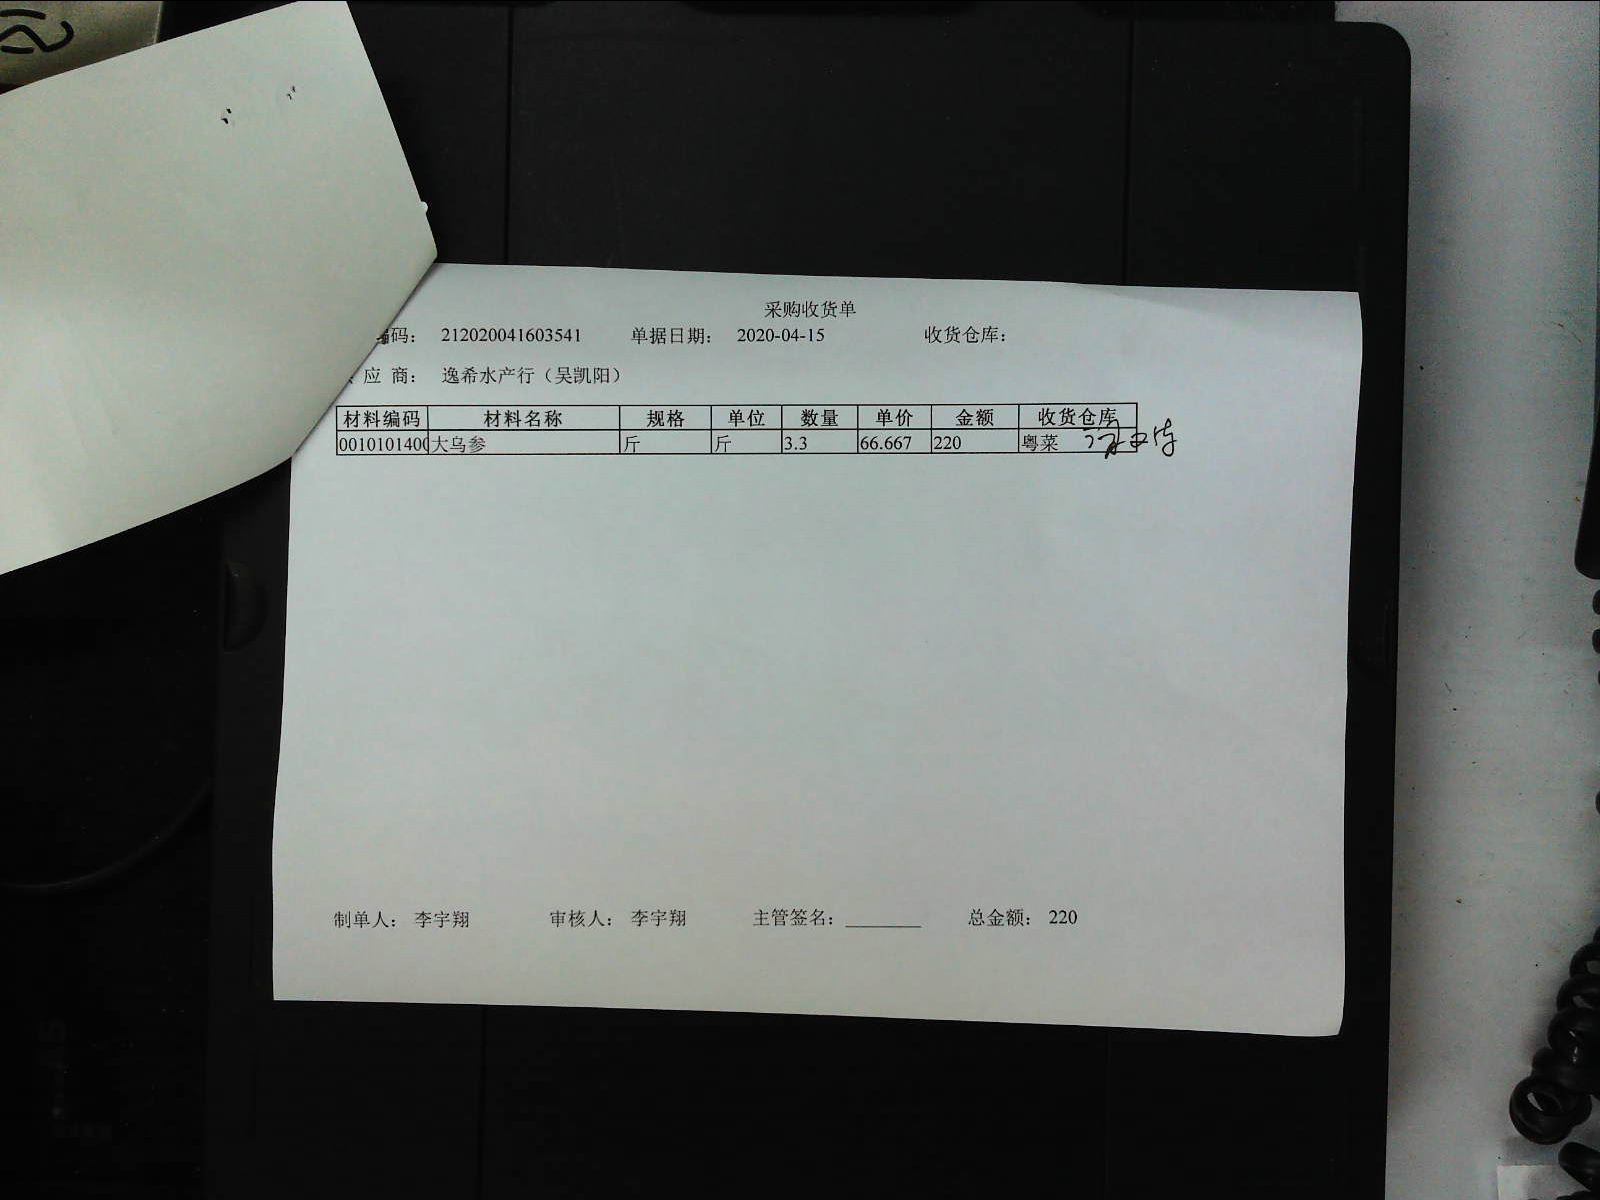 采购收货单
编码： 212020041603541 单据日期： 2020-04-15 收货仓库：
应 商： 逸希水产行（吴凯阳）
材料编码 材料名称 规格 单位 数量 单价 金额 收货仓库
0010101400 大乌参 斤 斤 3.3 66.667 220 粤菜
制单人： 李宇翔 审核人： 李宇翔 主管签名：________ 总金额： 220